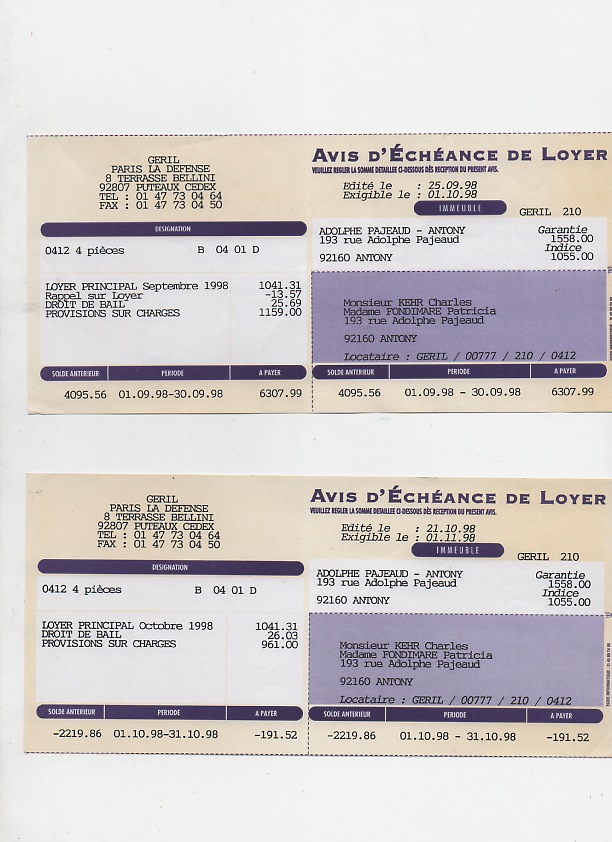 GERIL
PARIS LA DEFENSE
8 TERRASSE BELLINI
92807 PUTEAUX CEDEX
TEL : 01 47 73 04 64
FAX : 01 47 73 04 50
DESIGNATION
0412 4 pièces B 04 01 D
LOYER PRINCIPAL Septembre 1998 1041.31
Rappel sur Loyer -13.57
DROIT DE BAIL 25.69
PROVISIONS SUR CHARGES 1159.00
SOLDE ANTERIEUR PERIODE A PAYER
4095.56 01.09.98-30.09.98 6307.99
AVIS D'ÉCHÉANCE DE LOYER
VEUILLEZ REGLER LA SOMME DETAILLEE CI-DESSOUS DÈS RECEPTION DU PRESENT AVIS.
Edité le : 25.09.98
Exigible le : 01.10.98
IMMEUBLE
GERIL 210
ADOLPHE PAJEAUD - ANTONY Garantie
193 rue Adolphe Pajeaud 1558.00
Indice
92160 ANTONY 1055.00
Monsieur KEHR Charles
Madame FONDIMARE Patricia
193 rue Adolphe Pajeaud
92160 ANTONY
Locataire : GERIL / 00777 / 210 / 0412
SOLDE ANTERIEUR PERIODE A PAYER
4095.56 01.09.98 - 30.09.98 6307.99
GERIL
PARIS LA DEFENSE
8 TERRASSE BELLINI
92807 PUTEAUX CEDEX
TEL : 01 47 73 04 64
FAX : 01 47 73 04 50
DESIGNATION
0412 4 pièces B 04 01 D
LOYER PRINCIPAL Octobre 1998 1041.31
DROIT DE BAIL 26.03
PROVISIONS SUR CHARGES 961.00
SOLDE ANTERIEUR PERIODE A PAYER
-2219.86 01.10.98-31.10.98 -191.52
AVIS D'ÉCHÉANCE DE LOYER
VEUILLEZ REGLER LA SOMME DETAILLEE CI-DESSOUS DÈS RECEPTION DU PRESENT AVIS.
Edité le : 21.10.98
Exigible le : 01.11.98
IMMEUBLE
GERIL 210
ADOLPHE PAJEAUD - ANTONY Garantie
193 rue Adolphe Pajeaud 1558.00
Indice
92160 ANTONY 1055.00
Monsieur KEHR Charles
Madame FONDIMARE Patricia
193 rue Adolphe Pajeaud
92160 ANTONY
Locataire : GERIL / 00777 / 210 / 0412
SOLDE ANTERIEUR PERIODE A PAYER
-2219.86 01.10.98 - 31.10.98 -191.52